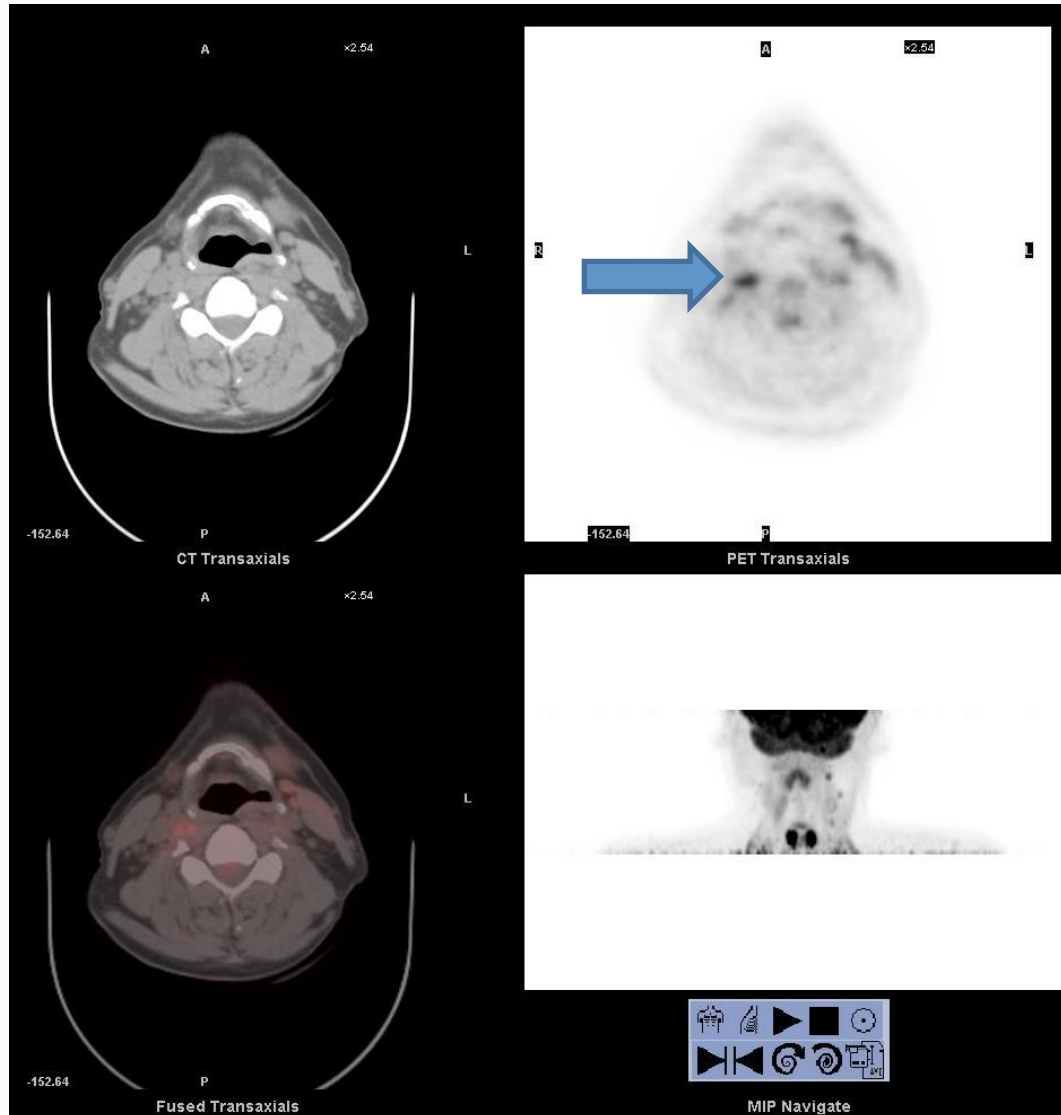 A ×2.54
L
-152.64 P
CT Transaxials
A ×2.54
R L
-152.64 P
PET Transaxials
A ×2.54
L
-152.64 P
Fused Transaxials
AVI
MIP Navigate